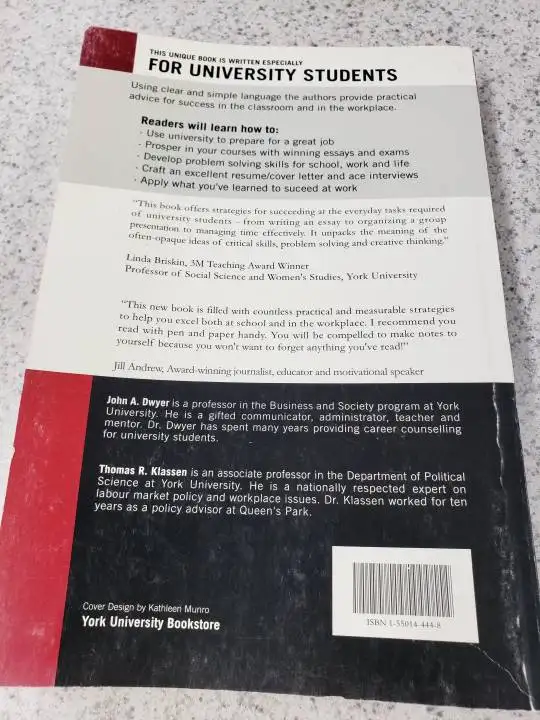 THIS UNIQUE BOOK IS WRITTEN ESPECIALLY
FOR UNIVERSITY STUDENTS
Using clear and simple language the authors provide practical
advice for success in the classroom and in the workplace.
Readers will learn how to:
· Use university to prepare for a great job
· Prosper in your courses with winning essays and exams
· Develop problem solving skills for school, work and life
· Craft an excellent resume/cover letter and ace interviews
· Apply what you've learned to suceed at work
"This book offers strategies for succeeding at the everyday tasks required
of university students – from writing an essay to organizing a group
presentation to managing time effectively. It unpacks the meaning of the
often-opaque ideas of critical skills, problem solving and creative thinking."
Linda Briskin, 3M Teaching Award Winner
Professor of Social Science and Women's Studies, York University
"This new book is filled with countless practical and measurable strategies
to help you excel both at school and in the workplace. I recommend you
read with pen and paper handy. You will be compelled to make notes to
yourself because you won't want to forget anything you've read!"
Jill Andrew, Award-winning journalist, educator and motivational speaker
John A. Dwyer is a professor in the Business and Society program at York
University. He is a gifted communicator, administrator, teacher and
mentor. Dr. Dwyer has spent many years providing career counselling
for university students.
Thomas R. Klassen is an associate professor in the Department of Political
Science at York University. He is a nationally respected expert on
labour market policy and workplace issues. Dr. Klassen worked for ten
years as a policy advisor at Queen's Park.
Cover Design by Kathleen Munro
York University Bookstore
ISBN 1-55014-444-8